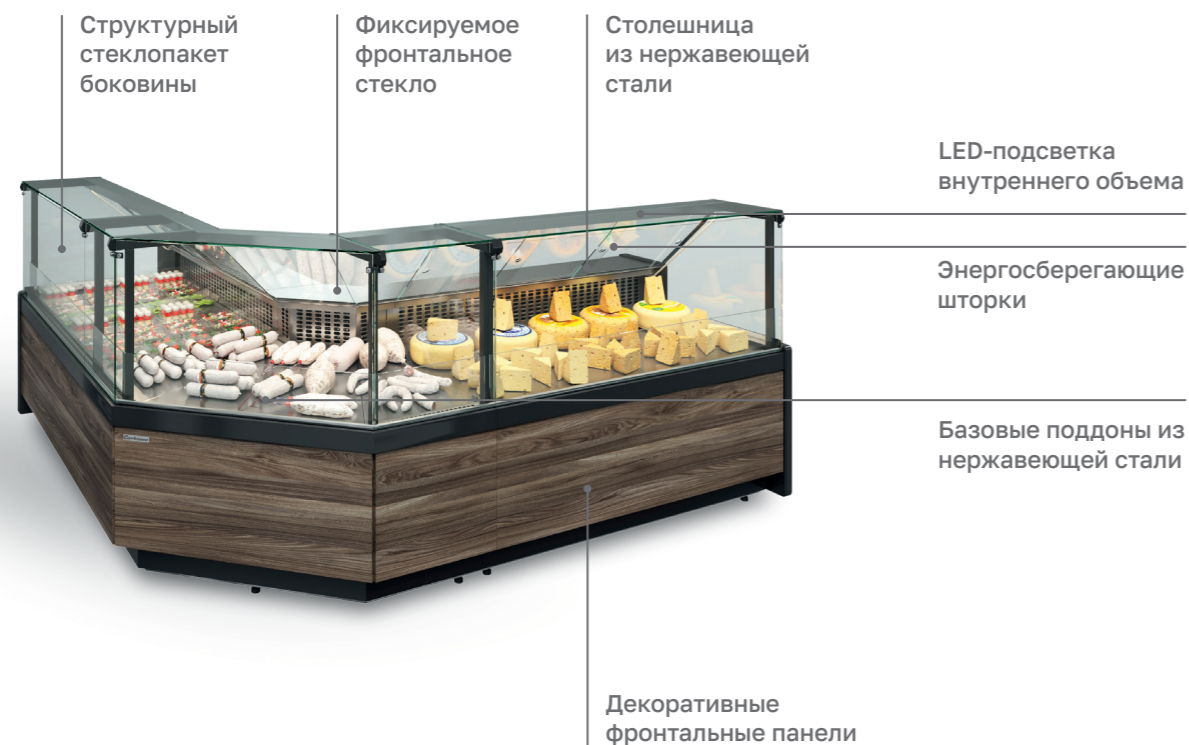 Структурный
стеклопакет
боковины
Фиксируемое
фронтальное
стекло
Столешница
из нержавеющей
стали
LED-подсветка
внутреннего объема
Энергосберегающие
шторки
Базовые поддоны из
нержавеющей стали
Декоративные
фронтальные панели